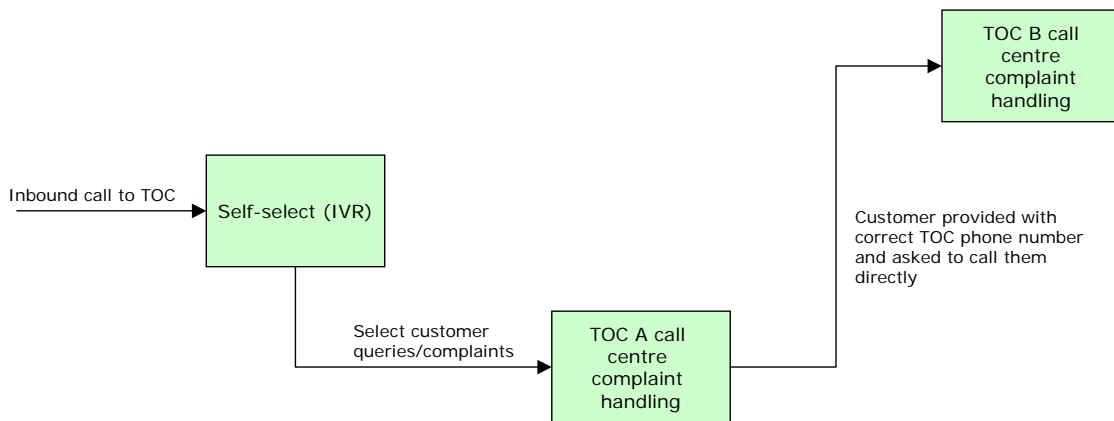 TOC B call
centre
complaint
handling
Inbound call to TOC
Self-select (IVR)
Customer provided with
correct TOC phone number
and asked to call them
directly
Select customer
queries/complaints
TOC A call
centre
complaint
handling